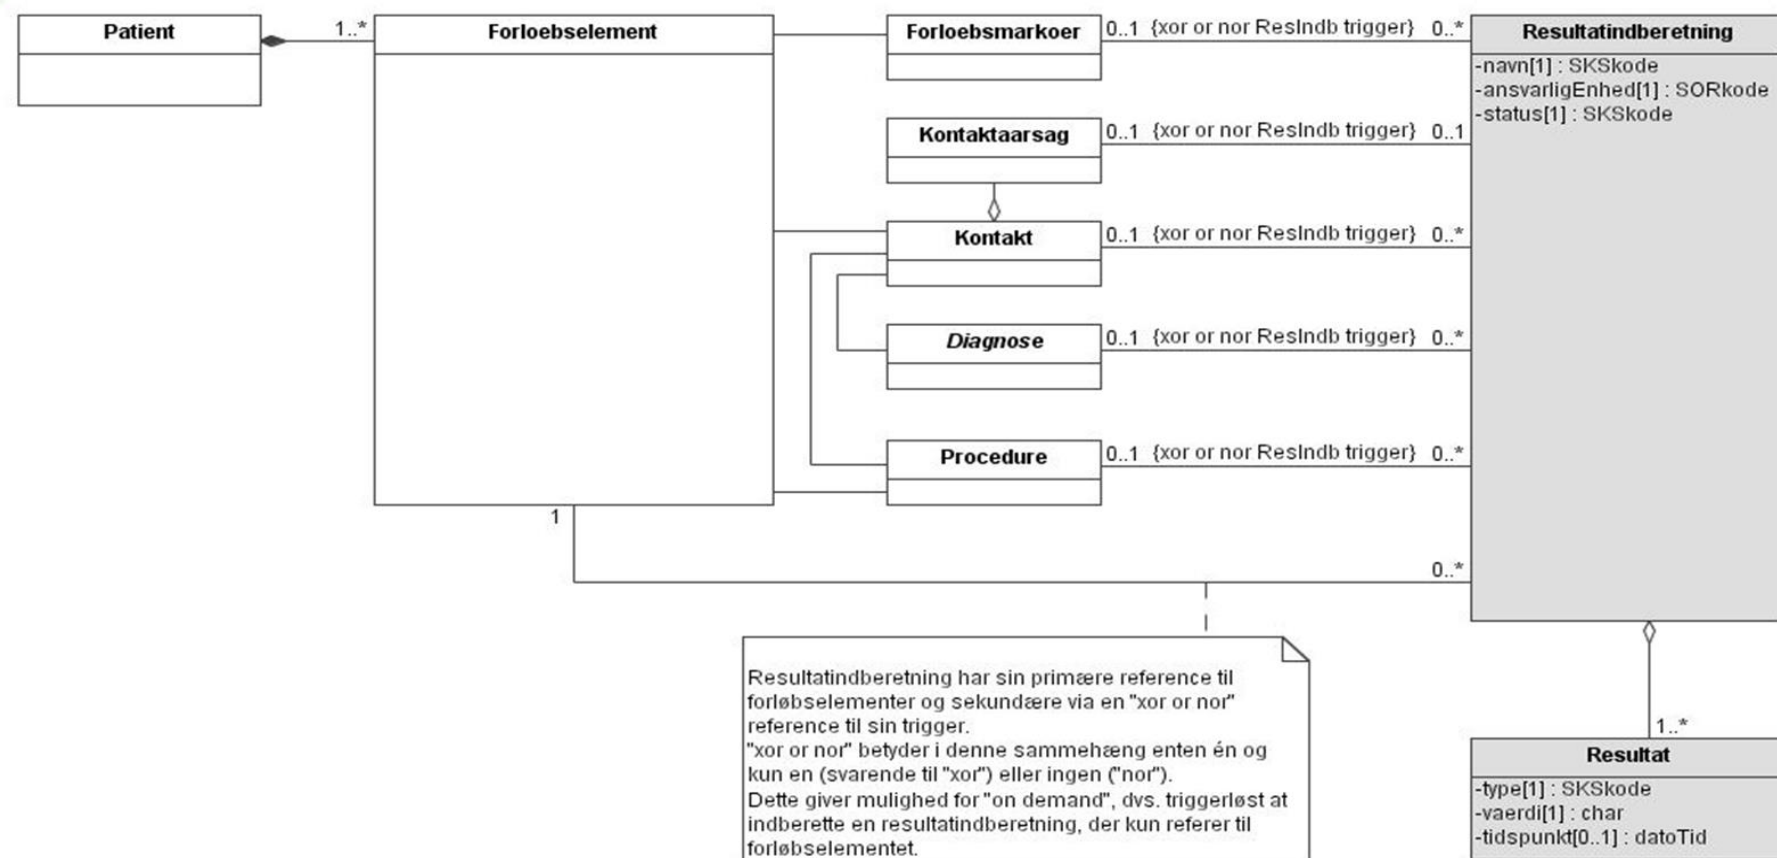 Patient
1..*
Forloebselement
Forloebsmarkoer
0..1 {xor or nor ResIndb trigger} 0..*
Resultatindberetning
-navn[1] : SKSkode
-ansvarligEnhed[1] : SORkode
-status[1] : SKSkode
Kontaktaarsag
0..1 {xor or nor ResIndb trigger} 0..1
Kontakt
0..1 {xor or nor ResIndb trigger} 0..*
Diagnose
0..1 {xor or nor ResIndb trigger} 0..*
Procedure
0..1 {xor or nor ResIndb trigger} 0..*
1
0..*
Resultatindberetning har sin primære reference til
forløbselementer og sekundære via en "xor or nor"
reference til sin trigger.
"xor or nor" betyder i denne sammehæng enten én og
kun en (svarende til "xor") eller ingen ("nor").
Dette giver mulighed for "on demand", dvs. triggerløst at
indberette en resultatindberetning, der kun referer til
forløbselementet.
1..*
Resultat
-type[1] : SKSkode
-vaerdi[1] : char
-tidspunkt[0..1] : datoTid